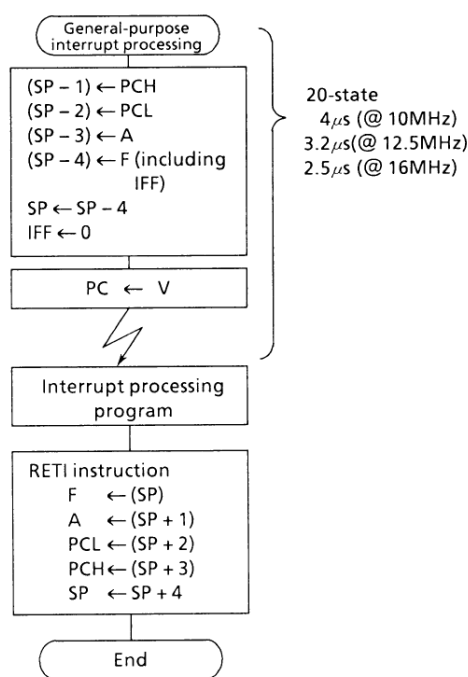 General-purpose
interrupt processing
(SP – 1) ← PCH
(SP – 2) ← PCL
(SP – 3) ← A
(SP – 4) ← F (including
IFF)
SP ← SP – 4
IFF ← 0
PC ← V
20-state
4μs (@ 10MHz)
3.2μs(@ 12.5MHz)
2.5μs (@ 16MHz)
Interrupt processing
program
RETI instruction
F ← (SP)
A ← (SP + 1)
PCL ← (SP + 2)
PCH ← (SP + 3)
SP ← SP + 4
End